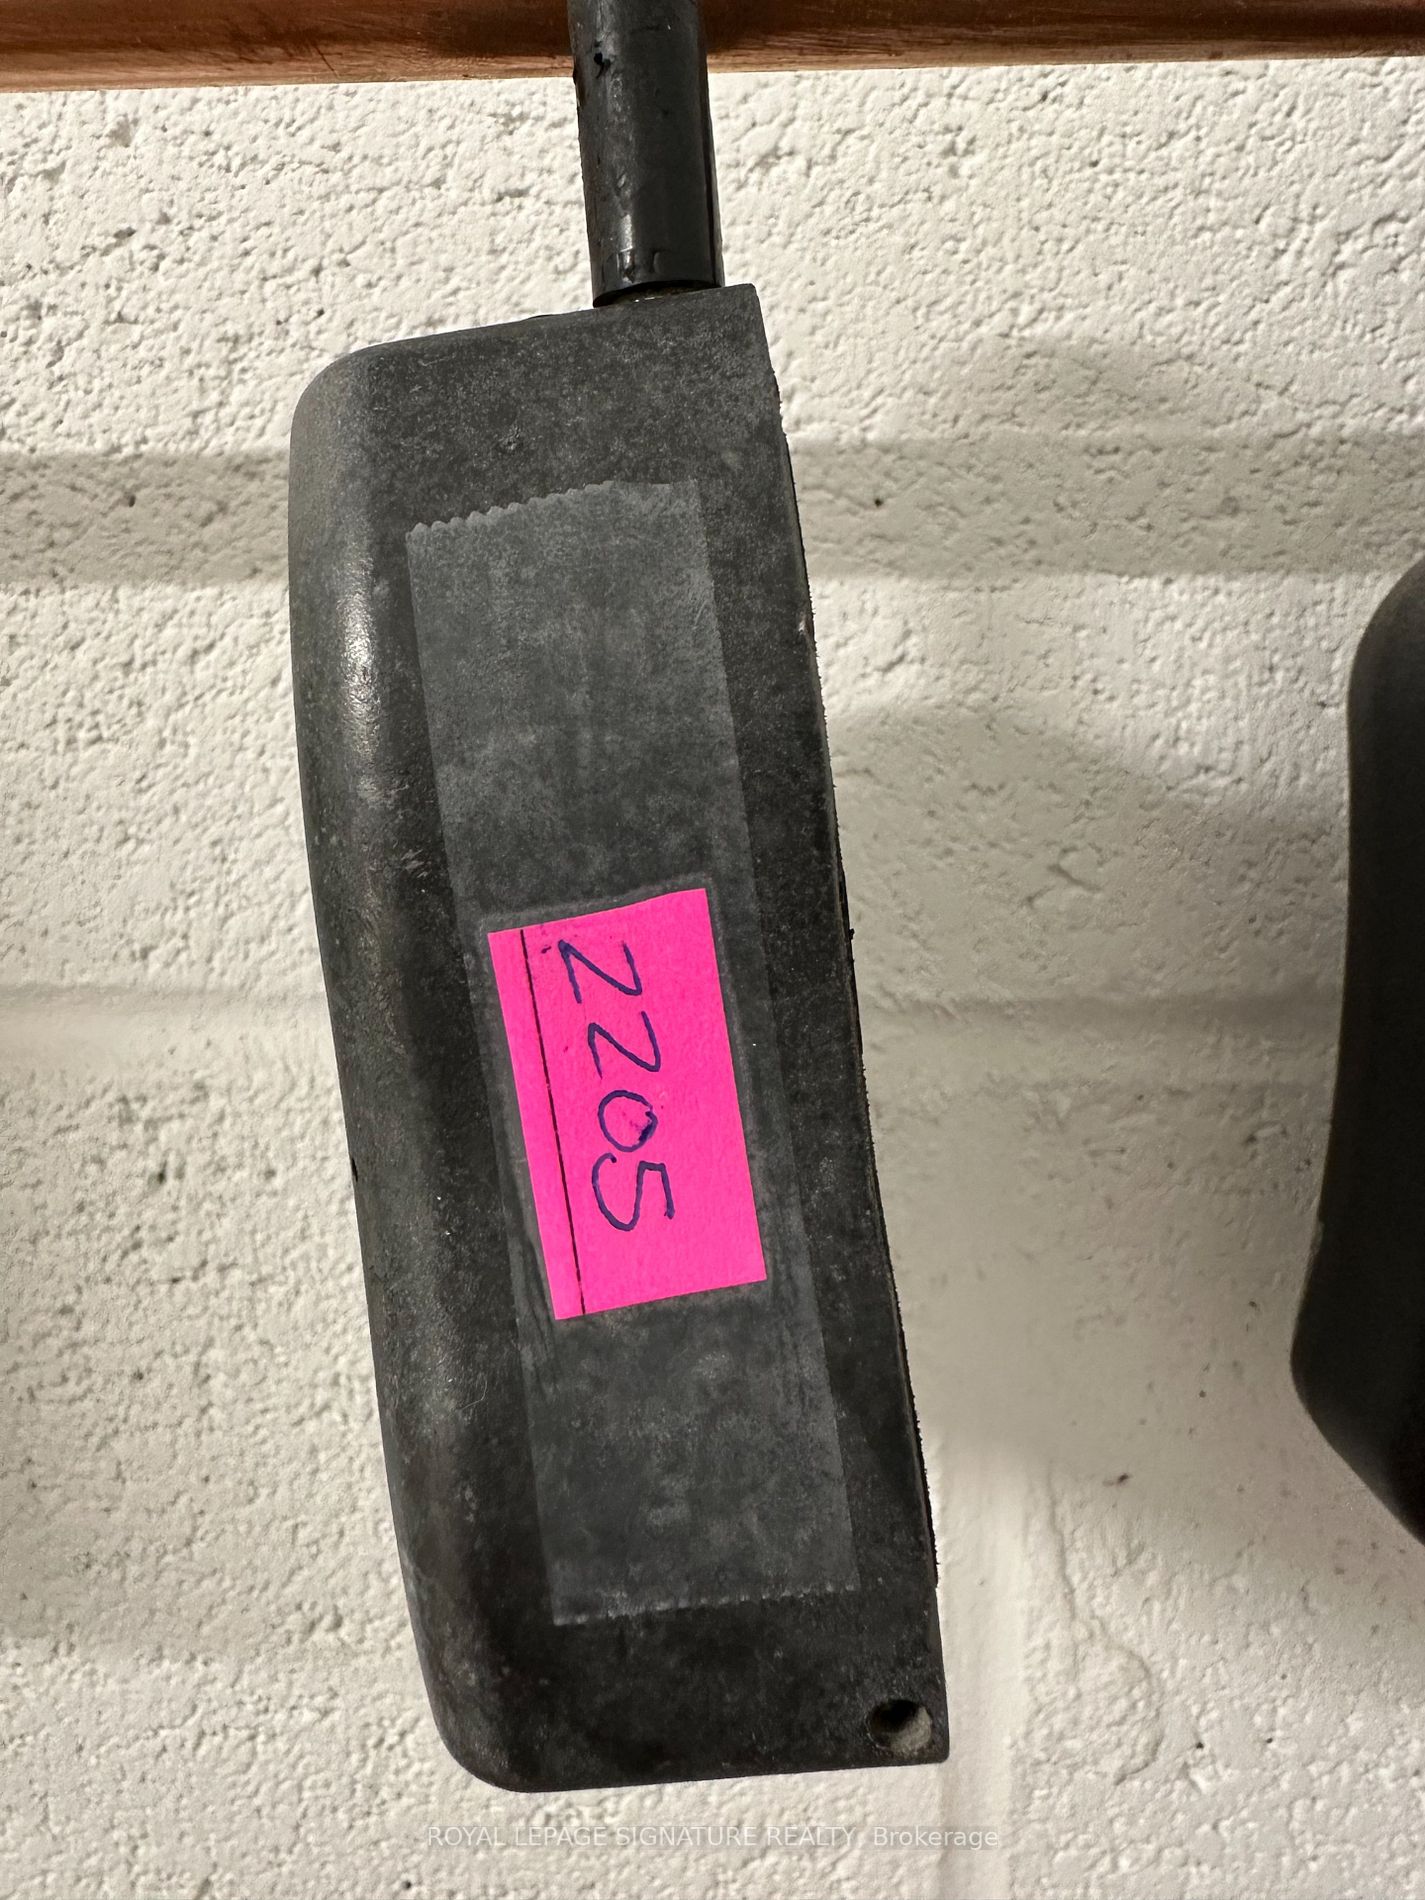 2205
ROYAL LEPAGE SIGNATURE REALTY, Brokerage